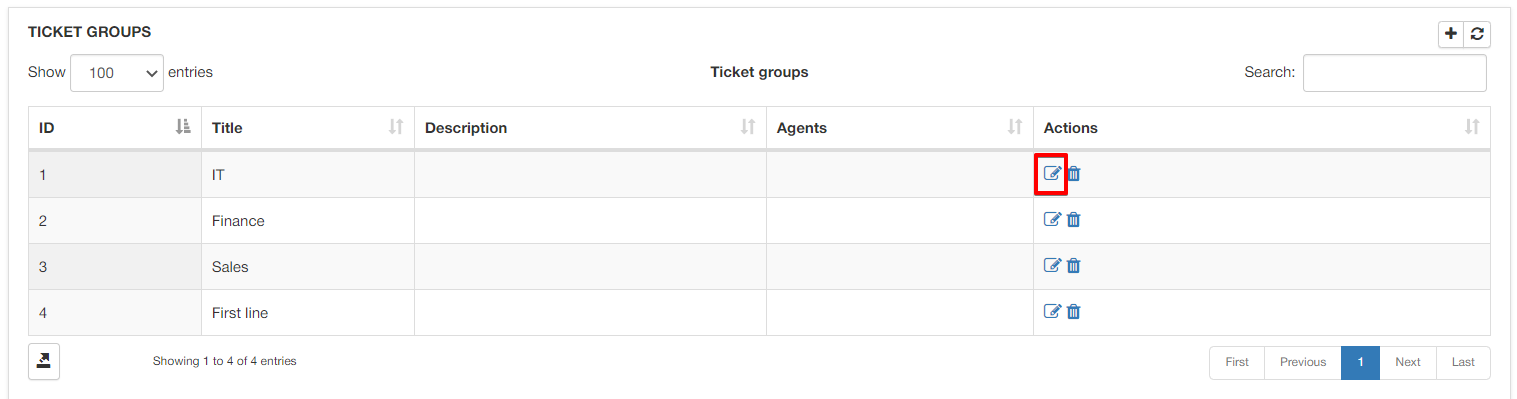 TICKET GROUPS
Show 100 entries Ticket groups Search:
ID Title Description Agents Actions
1 IT
2 Finance
3 Sales
4 First line
Showing 1 to 4 of 4 entries First Previous 1 Next Last